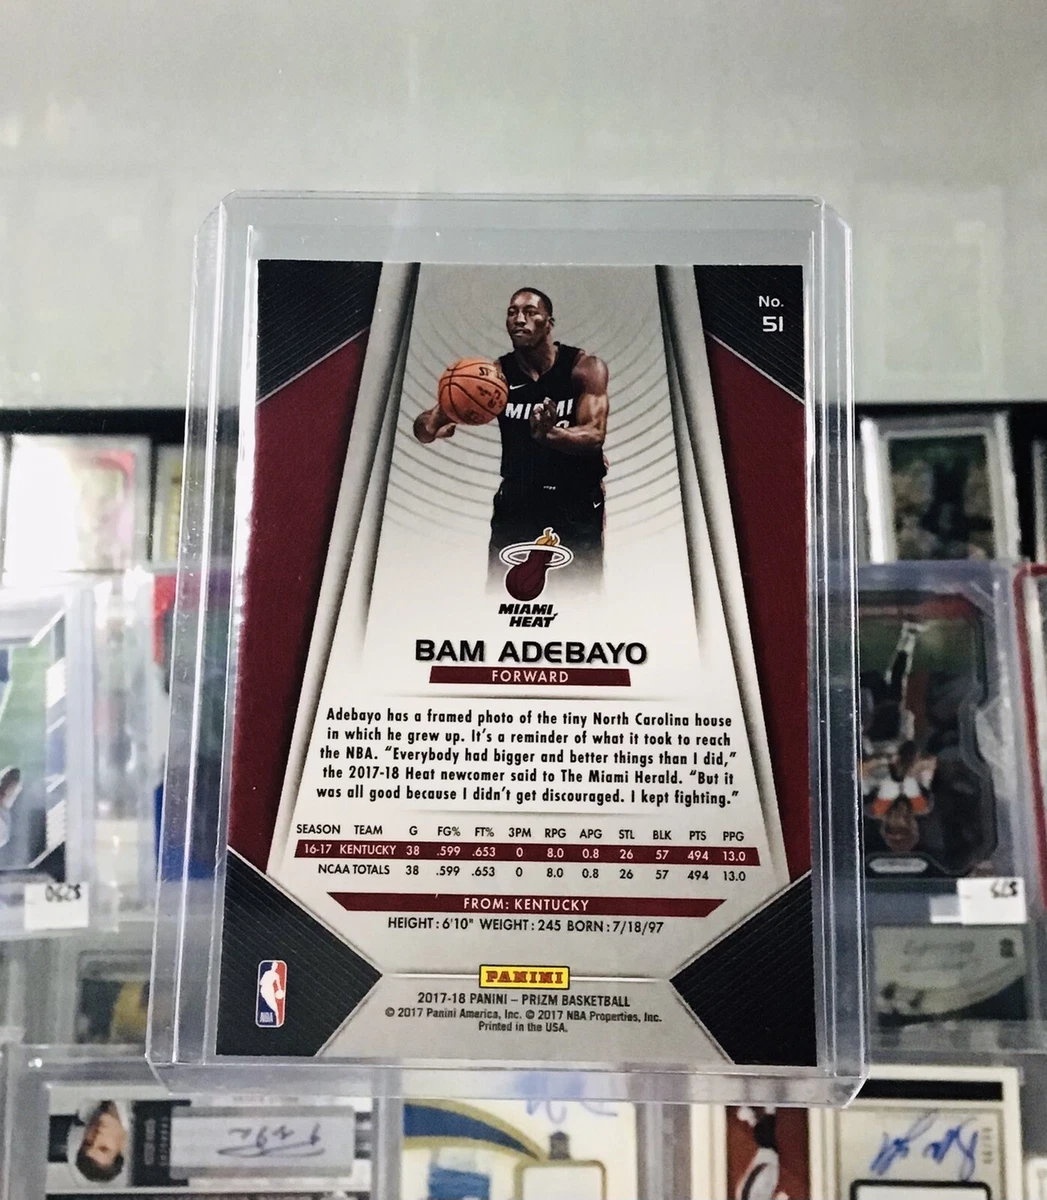 No.
51
MIAMI
MIAMI
HEAT
BAM ADEBAYO
FORWARD
Adebayo has a framed photo of the tiny North Carolina house
in which he grew up. It's a reminder of what it took to reach
the NBA. "Everybody had bigger and better things than I did,"
the 2017-18 Heat newcomer said to The Miami Herald. "But it
was all good because I didn't get discouraged. I kept fighting."
SEASON TEAM G FG% FT% 3PM RPG APG STL BLK PTS PPG
16-17 KENTUCKY 38 .599 .653 0 8.0 0.8 26 57 494 13.0
NCAA TOTALS 38 .599 .653 0 8.0 0.8 26 57 494 13.0
FROM: KENTUCKY
HEIGHT: 6'10" WEIGHT: 245 BORN: 7/18/97
PANINI
NBA
2017-18 PANINI – PRIZM BASKETBALL
© 2017 Panini America, Inc. © 2017 NBA Properties, Inc.
Printed in the USA.
$250
$75